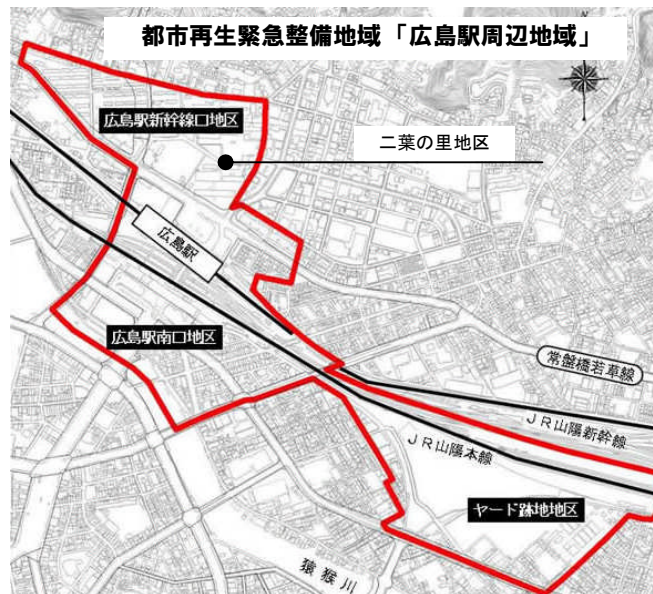 都市再生緊急整備地域「広島駅周辺地域」
広島駅新幹線口地区
二葉の里地区
広島駅
広島駅南口地区
常盤橋若草線
JR山陽新幹線
JR山陽本線
ヤード跡地地区
猿猴川